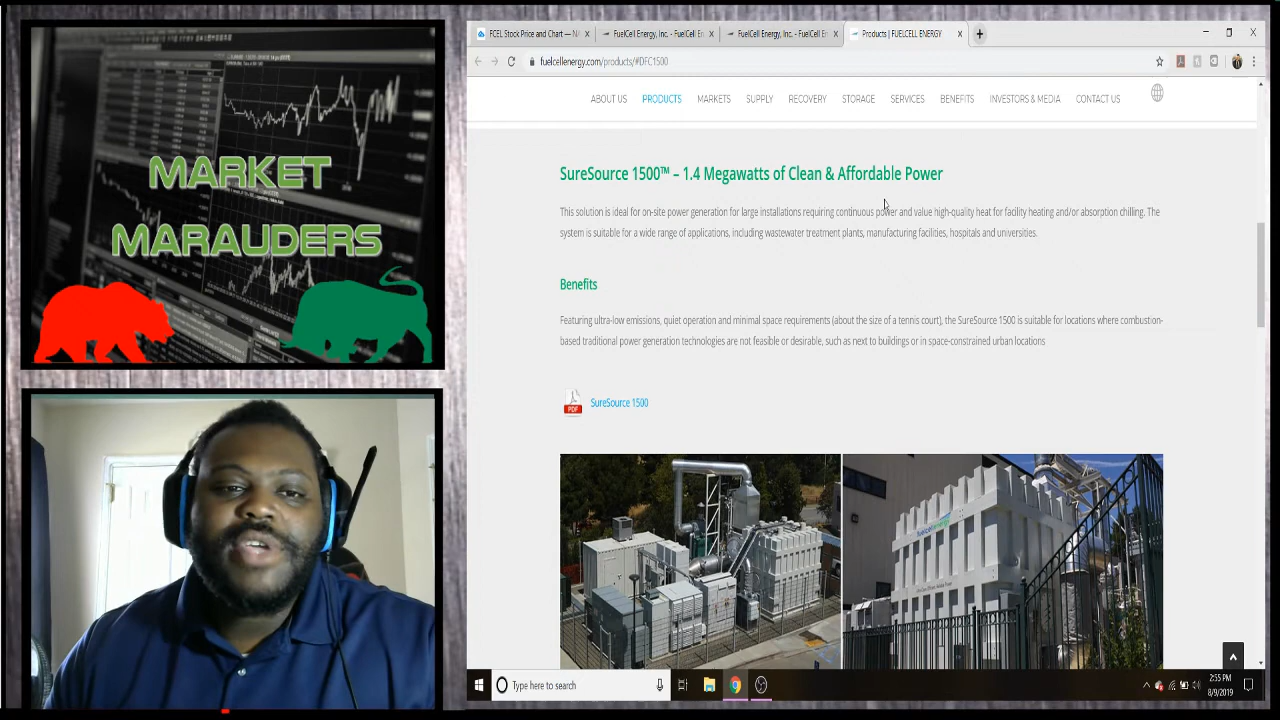 MARKET
MARAUDERS
FCEL Stock Price and Chart — NA
FuelCell Energy, Inc. - FuelCell En
FuelCell Energy, Inc. - FuelCell En
Products | FUELCELL ENERGY
fuelcellenergy.com/products/#DFC1500
ABOUT US PRODUCTS MARKETS SUPPLY RECOVERY STORAGE SERVICES BENEFITS INVESTORS & MEDIA CONTACT US
SureSource 1500™ – 1.4 Megawatts of Clean & Affordable Power
This solution is ideal for on-site power generation for large installations requiring continuous power and value high-quality heat for facility heating and/or absorption chilling. The
system is suitable for a wide range of applications, including wastewater treatment plants, manufacturing facilities, hospitals and universities.
Benefits
Featuring ultra-low emissions, quiet operation and minimal space requirements (about the size of a tennis court), the SureSource 1500 is suitable for locations where combustion-
based traditional power generation technologies are not feasible or desirable, such as next to buildings or in space-constrained urban locations
PDF
SureSource 1500
fuelcellenergy
Type here to search
2:55 PM
8/9/2019